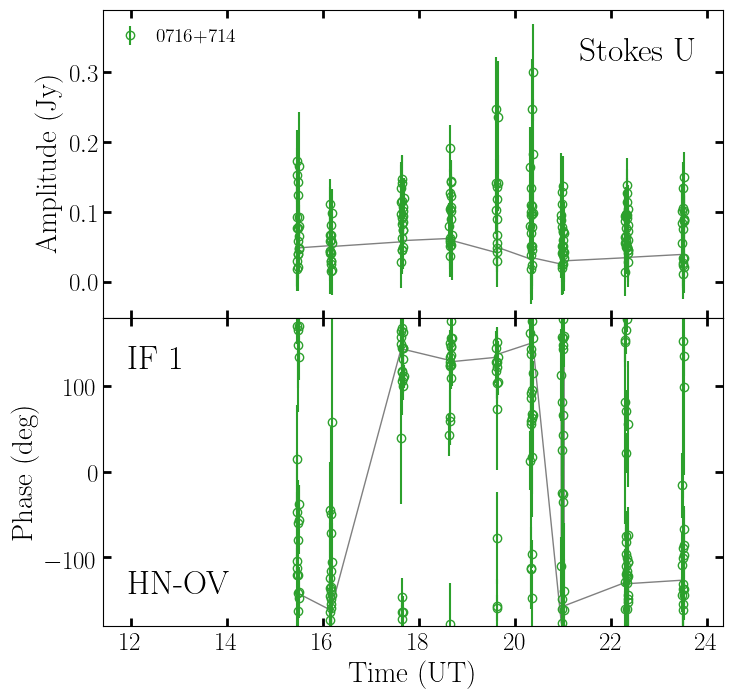 0716+714
Stokes U
Amplitude (Jy)
0.3
0.2
0.1
0.0
IF 1
HN-OV
Phase (deg)
100
0
−100
12 14 16 18 20 22 24
Time (UT)